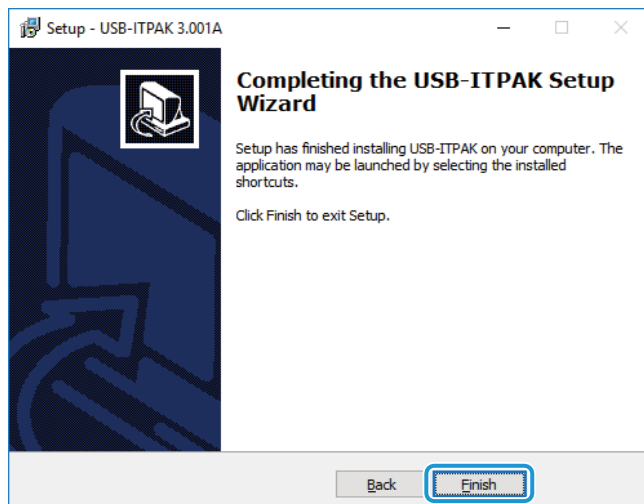 Setup - USB-ITPAK 3.001A
Completing the USB-ITPAK Setup
Wizard
Setup has finished installing USB-ITPAK on your computer. The
application may be launched by selecting the installed
shortcuts.
Click Finish to exit Setup.
Back
Finish